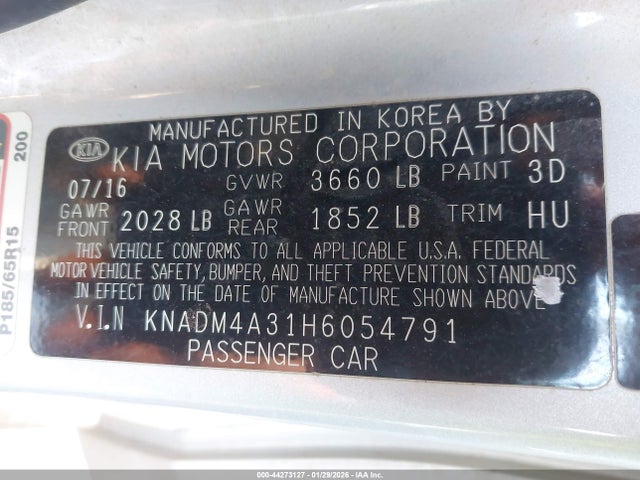 MANUFACTURED IN KOREA BY
KIA KIA MOTORS CORPORATION
07/16 GVWR 3660 LB PAINT 3D
GAWR FRONT 2028 LB GAWR REAR 1852 LB TRIM HU
THIS VEHICLE CONFORMS TO ALL APPLICABLE U.S.A. FEDERAL
MOTOR VEHICLE SAFETY, BUMPER, AND THEFT PREVENTION STANDARDS
IN EFFECT ON THE DATE OF MANUFACTURE SHOWN ABOVE
V.I.N KNADM4A31H6054791
PASSENGER CAR
P185/65R15
200
000-44273127 - 01/29/2026 - IAAI.COM